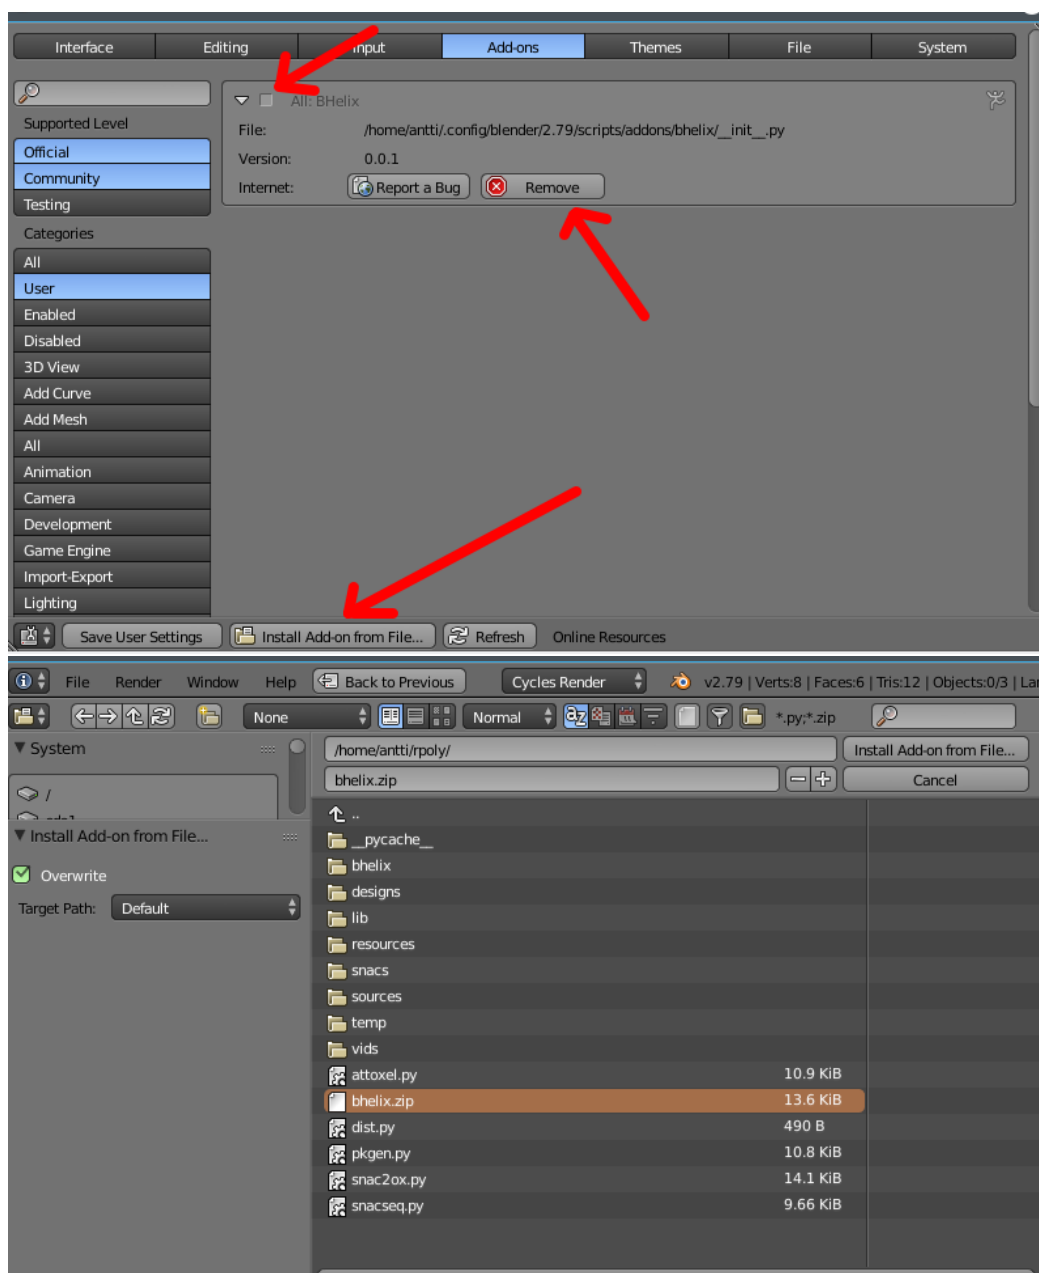 Interface Editing Input Add-ons Themes File System
Supported Level
Official
Community
Testing
Categories
All
User
Enabled
Disabled
3D View
Add Curve
Add Mesh
All
Animation
Camera
Development
Game Engine
Import-Export
Lighting
All: BHelix
File: /home/antti/.config/blender/2.79/scripts/addons/bhelix/__init__.py
Version: 0.0.1
Internet: Report a Bug Remove
Save User Settings Install Add-on from File... Refresh Online Resources
File Render Window Help Back to Previous Cycles Render v2.79 | Verts:8 | Faces:6 | Tris:12 | Objects:0/3 | La
None Normal *.py;*.zip
System
/
Install Add-on from File...
Overwrite
Target Path: Default
/home/antti/rpoly/ Install Add-on from File...
bhelix.zip Cancel
..
__pycache__
bhelix
designs
lib
resources
snacs
sources
temp
vids
attoxel.py 10.9 KiB
bhelix.zip 13.6 KiB
dist.py 490 B
pkgen.py 10.8 KiB
snac2ox.py 14.1 KiB
snacseq.py 9.66 KiB